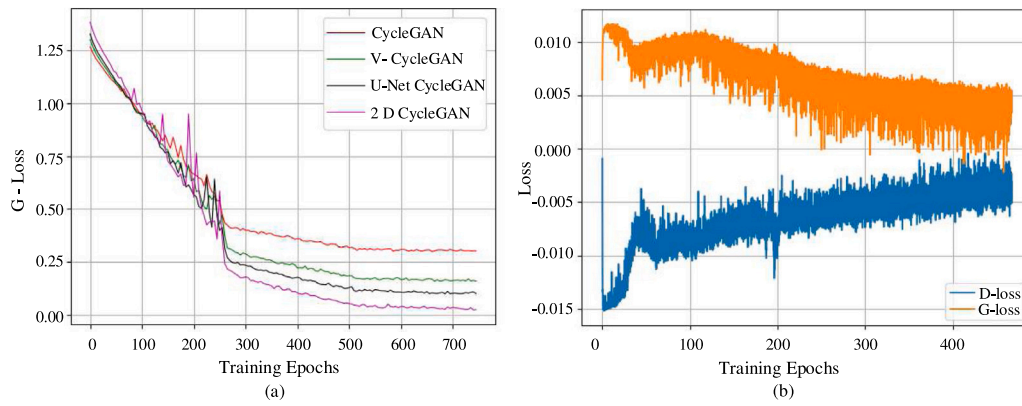 1.25
1.00
0.75
0.50
0.25
0.00
G - Loss
CycleGAN
V- CycleGAN
U-Net CycleGAN
2 D CycleGAN
0 100 200 300 400 500 600 700
Training Epochs
(a)
0.010
0.005
0.000
-0.005
-0.010
-0.015
Loss
D-loss
G-loss
0 100 200 300 400
Training Epochs
(b)